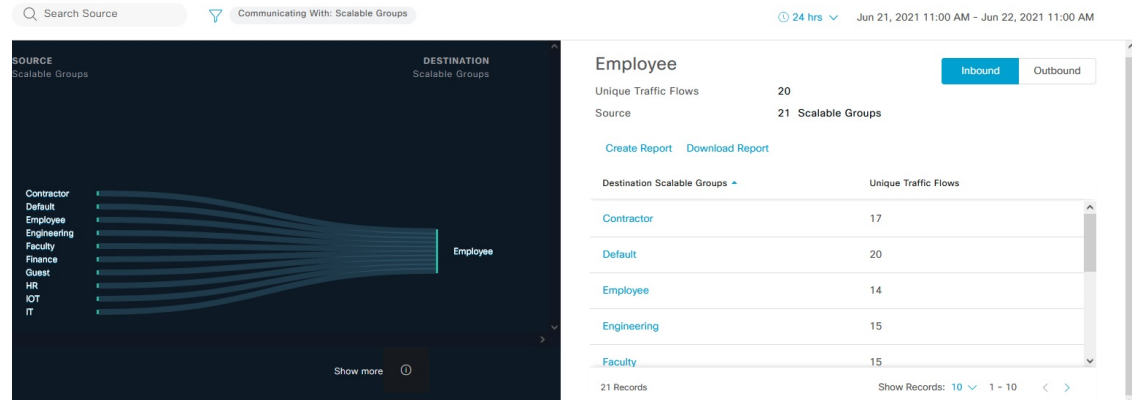 Search Source
Communicating With: Scalable Groups
24 hrs Jun 21, 2021 11:00 AM - Jun 22, 2021 11:00 AM
SOURCE
Scalable Groups
DESTINATION
Scalable Groups
Contractor
Default
Employee
Engineering
Faculty
Finance
Guest
HR
IOT
IT
Employee
Show more
Employee
Inbound Outbound
Unique Traffic Flows 20
Source 21 Scalable Groups
Create Report Download Report
Destination Scalable Groups Unique Traffic Flows
Contractor 17
Default 20
Employee 14
Engineering 15
Faculty 15
21 Records Show Records: 10 1 - 10